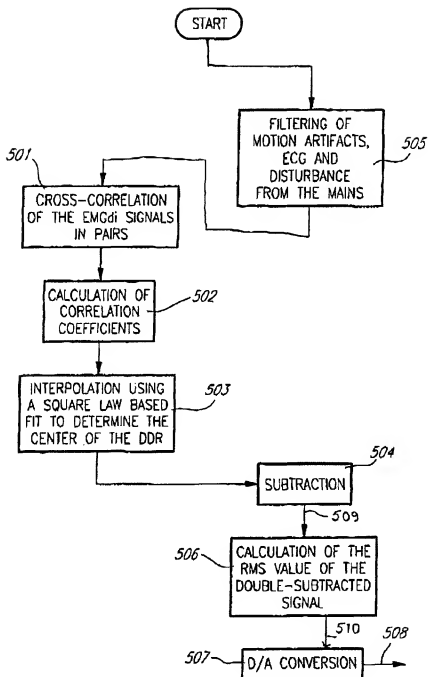 START
FILTERING OF
MOTION ARTIFACTS,
ECG AND
DISTURBANCE
FROM THE MAINS
505
501
CROSS-CORRELATION
OF THE EMGdi SIGNALS
IN PAIRS
CALCULATION OF
CORRELATION
COEFFICIENTS
502
INTERPOLATION USING
A SQUARE LAW BASED
FIT TO DETERMINE THE
CENTER OF THE DDR
503
504
SUBTRACTION
509
506
CALCULATION OF THE
RMS VALUE OF THE
DOUBLE-SUBTRACTED
SIGNAL
510
507
D/A CONVERSION
508